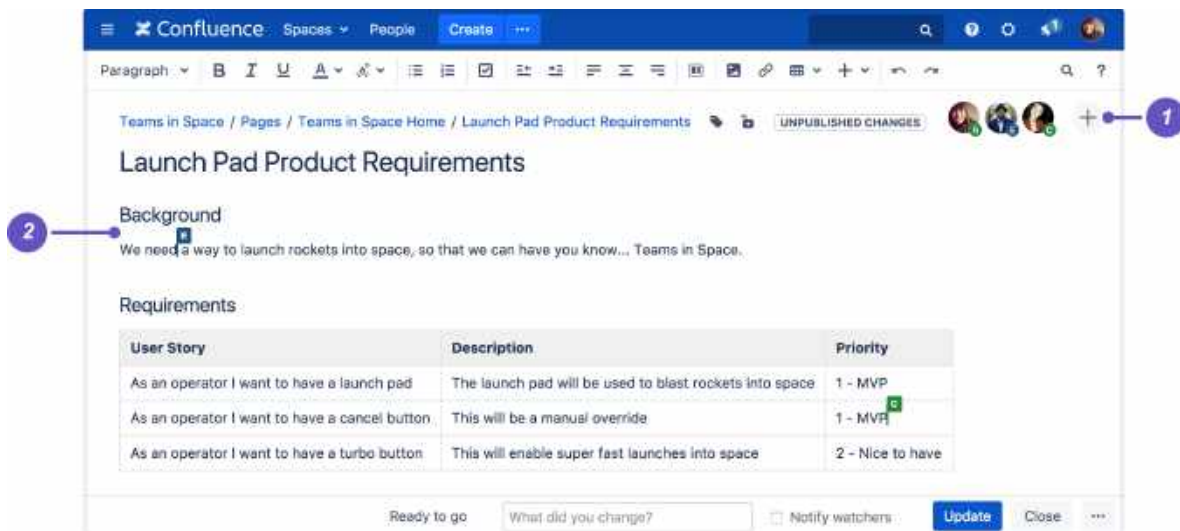 Confluence Spaces People Create ...
1
Paragraph B I U A ?
Teams in Space / Pages / Teams in Space Home / Launch Pad Product Requirements UNPUBLISHED CHANGES 1
Launch Pad Product Requirements
Background
2
We need a way to launch rockets into space, so that we can have you know... Teams in Space.
Requirements
User Story Description Priority
As an operator I want to have a launch pad The launch pad will be used to blast rockets into space 1 - MVP
C
As an operator I want to have a cancel button This will be a manual override 1 - MVP
As an operator I want to have a turbo button This will enable super fast launches into space 2 - Nice to have
Ready to go What did you change? Notify watchers Update Close ...